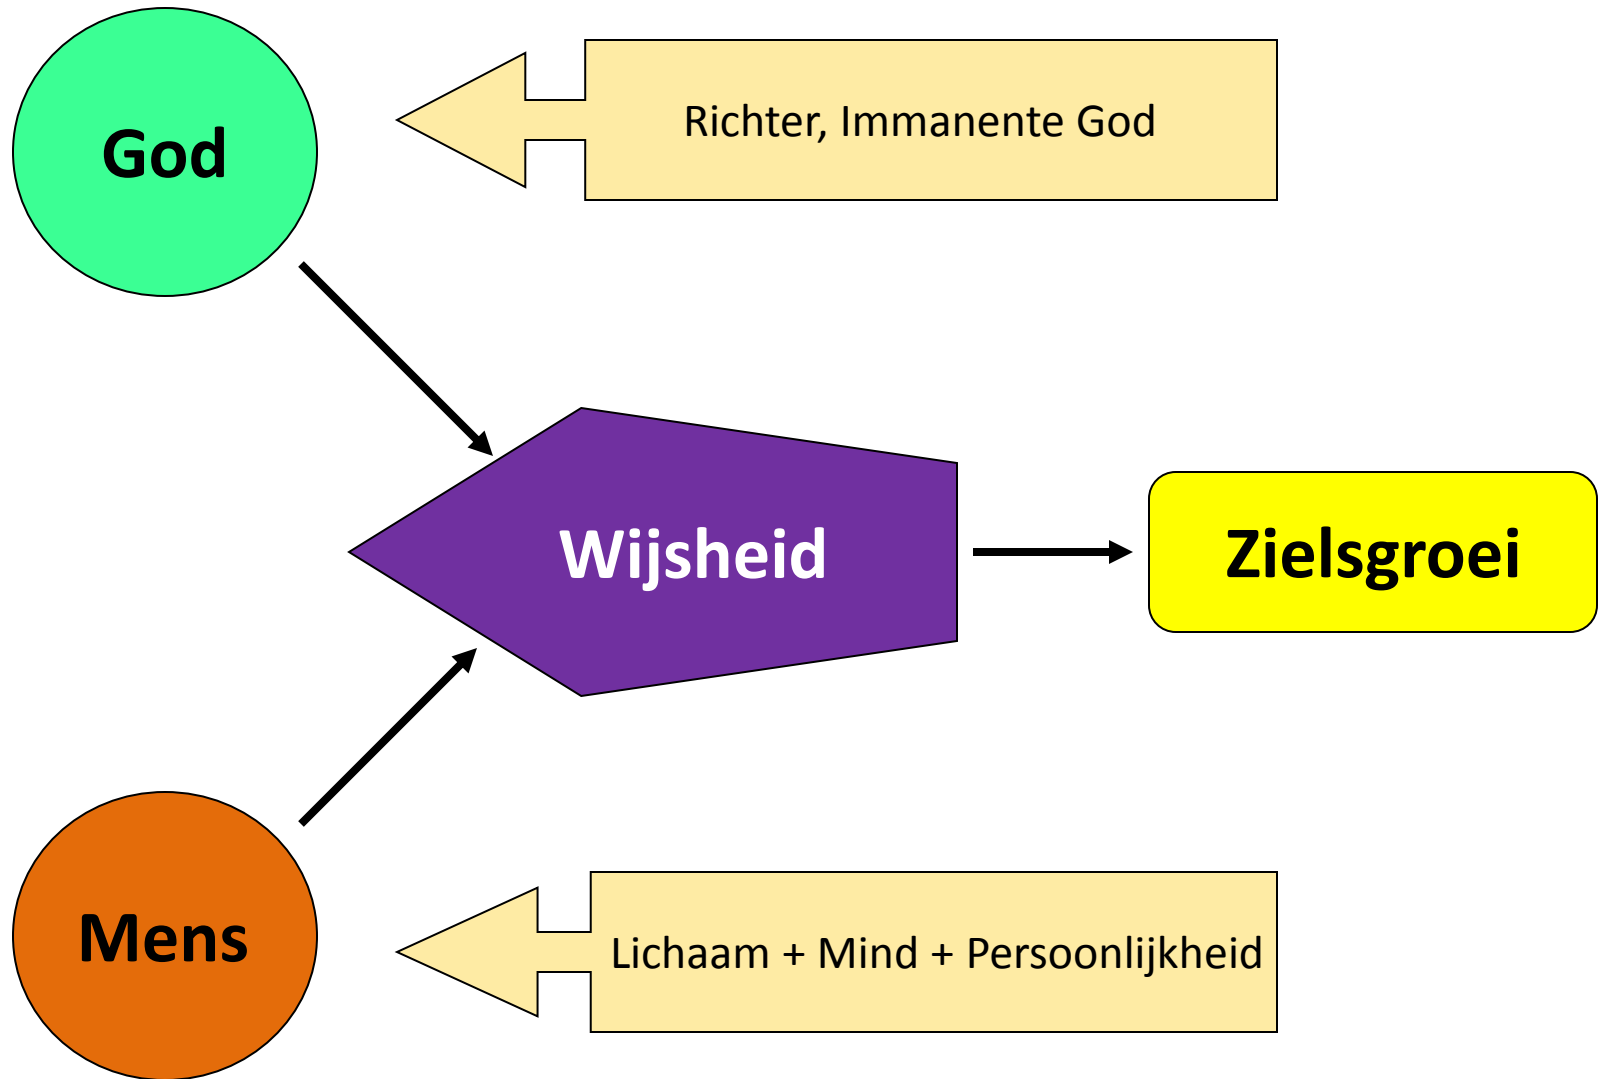 God
Richter, Immanente God
Wijsheid
Zielsgroei
Mens
Lichaam + Mind + Persoonlijkheid